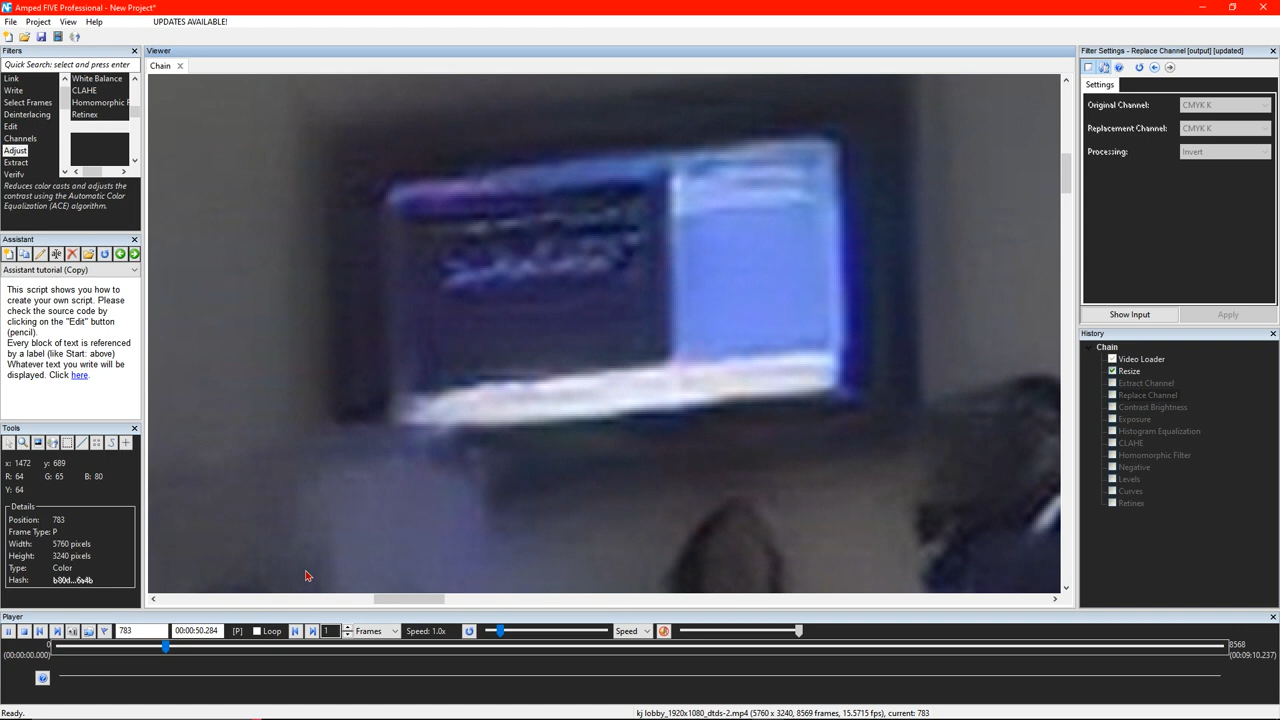 Amped FIVE Professional - New Project*
File Project View Help UPDATES AVAILABLE!
Filters
Quick Search: select and press enter
Link
Write
Select Frames
Deinterlacing
Edit
Channels
Adjust
Extract
Verify
White Balance
CLAHE
Homomorphic F
Retinex
Reduces color casts and adjusts the
contrast using the Automatic Color
Equalization (ACE) algorithm.
Assistant
Assistant tutorial (Copy)
This script shows you how to
create your own script. Please
check the source code by
clicking on the "Edit" button
(pencil).
Every block of text is referenced
by a label (like Start: above)
Whatever text you write will be
displayed. Click here.
Tools
x: 1472 y: 689
R: 64 G: 65 B: 80
Y: 64
Details
Position: 783
Frame Type: P
Width: 5760 pixels
Height: 3240 pixels
Type: Color
Viewer
Chain
Filter Settings - Replace Channel [output] [updated]
Settings
Original Channel: CMYK K
Replacement Channel: CMYK K
Processing: Invert
Show Input Apply
History
Chain
Video Loader
Resize
Extract Channel
Replace Channel
Contrast Brightness
Exposure
Histogram Equalization
CLAHE
Homomorphic Filter
Negative
Levels
Curves
Retinex
Player
783 00:00:50.284 [P] Loop 1 Frames Speed: 1.0x Speed
0 8568
(00:00:00.000) (00:09:10.237)
Ready. kj lobby_1920x1080_dtds-2.mp4 (5760 x 3240, 8569 frames, 15.5715 fps), current: 783